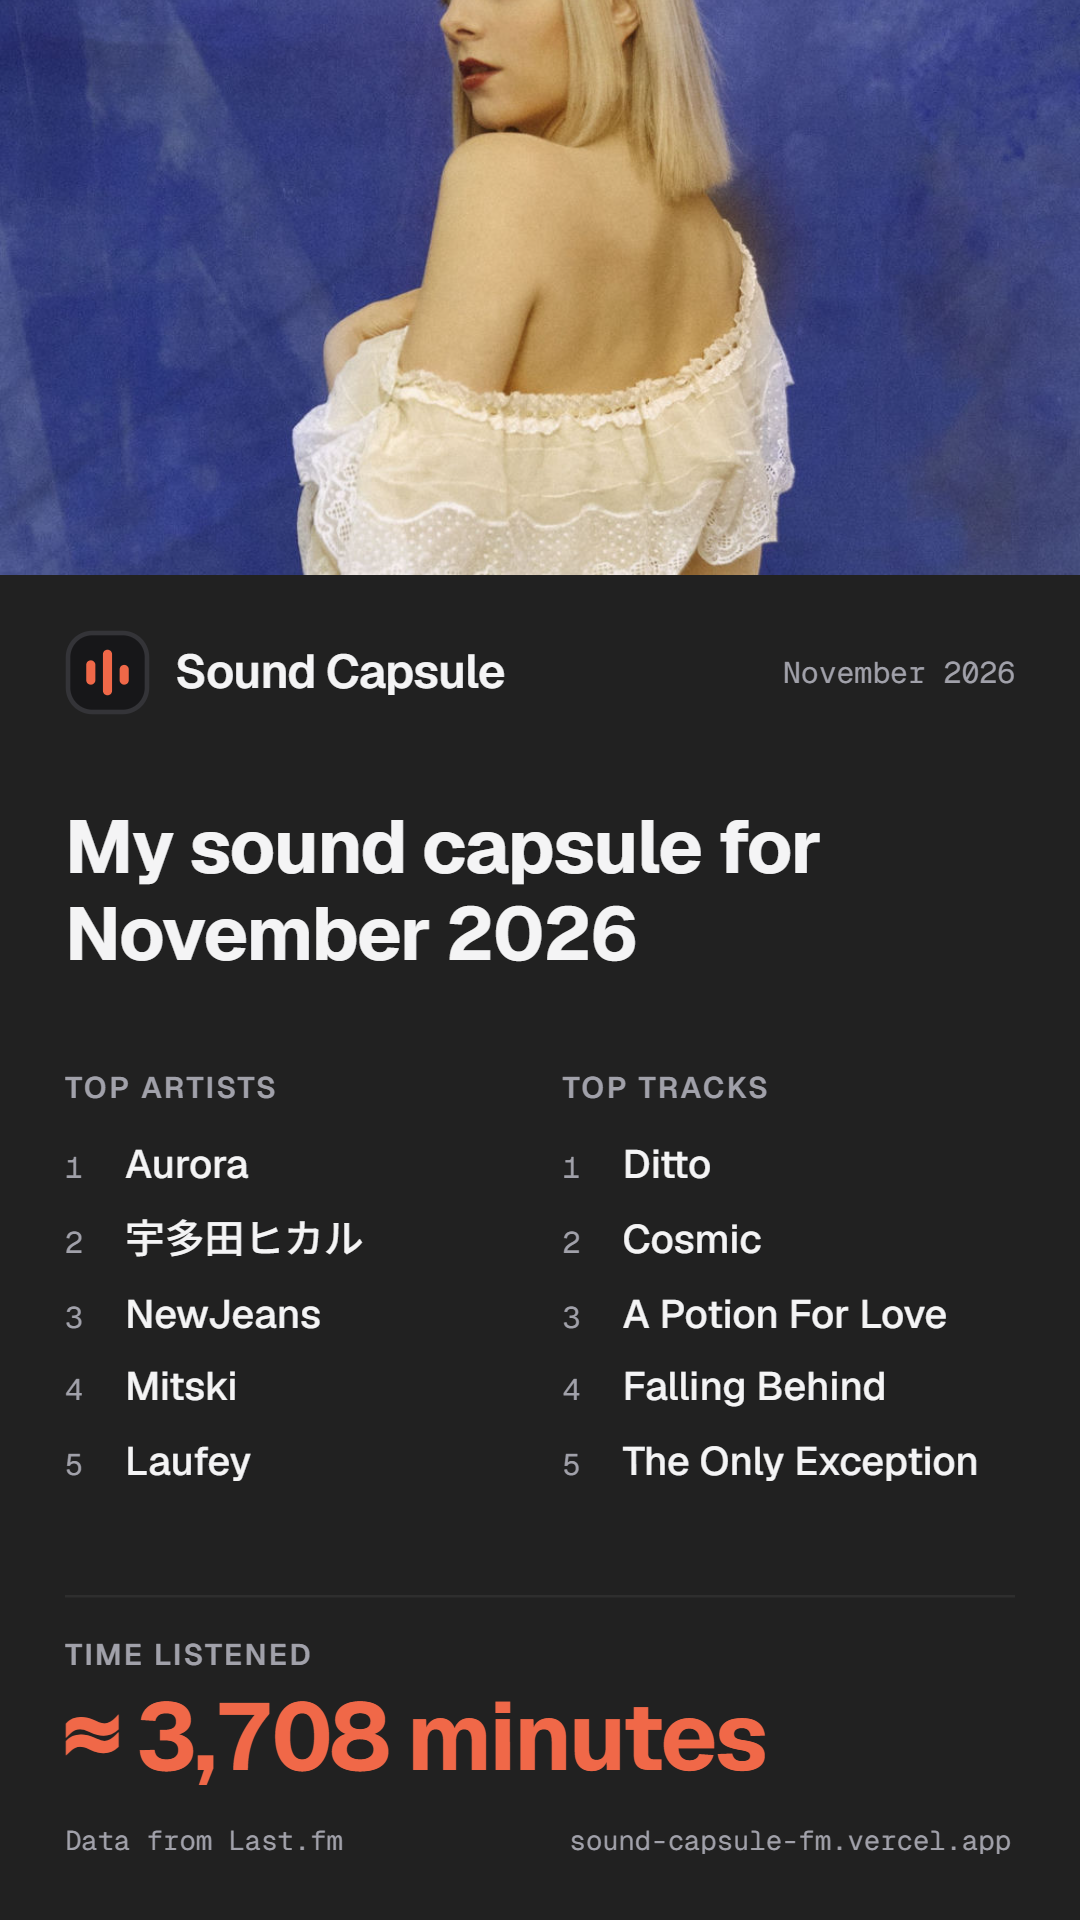 Sound Capsule
November 2026
My sound capsule for
November 2026
TOP ARTISTS
1 Aurora
2 宇多田ヒカル
3 NewJeans
4 Mitski
5 Laufey
TOP TRACKS
1 Ditto
2 Cosmic
3 A Potion For Love
4 Falling Behind
5 The Only Exception
TIME LISTENED
≈ 3,708 minutes
Data from Last.fm
sound-capsule-fm.vercel.app